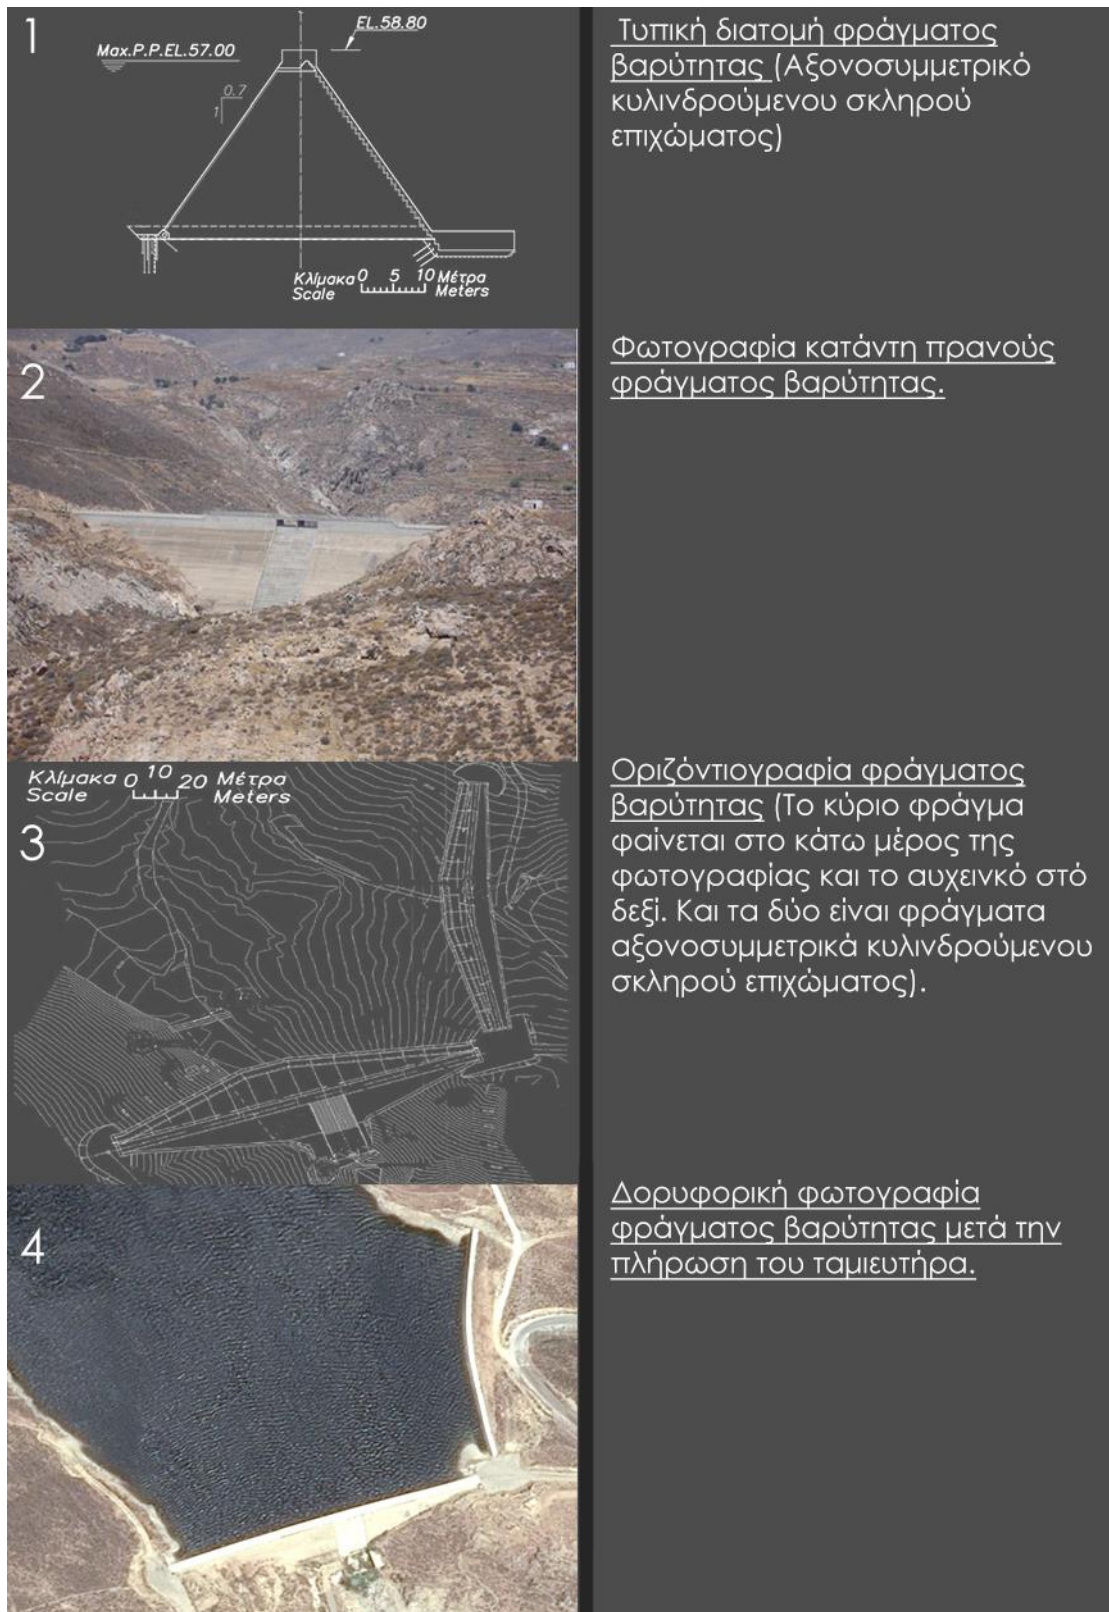 1
EL.58.80
Max.P.P.EL.57.00
0.7
1
Κλίμακα 0 5 10 Μέτρα
Scale Meters
Τυπική διατομή φράγματος
βαρύτητας (Αξονοσυμμετρικό
κυλινδρούμενου σκληρού
επιχώματος)
2
Φωτογραφία κατάντη πρανούς
φράγματος βαρύτητας.
Κλίμακα 0 10 20 Μέτρα
Scale Meters
3
Οριζόντιογραφία φράγματος
βαρύτητας (Το κύριο φράγμα
φαίνεται στο κάτω μέρος της
φωτογραφίας και το αυχεινκό στό
δεξί. Και τα δύο είναι φράγματα
αξονοσυμμετρικά κυλινδρούμενου
σκληρού επιχώματος).
4
Δορυφορική φωτογραφία
φράγματος βαρύτητας μετά την
πλήρωση του ταμιευτήρα.